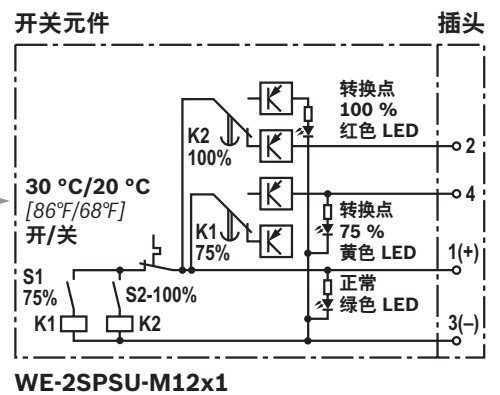 开关元件
插头
转换点
100 %
红色 LED
K2
100%
2
4
30 °C/20 °C
[86°F/68°F]
开/关
K1
75%
转换点
75 %
黄色 LED
1(+)
S1
75%
S2-100%
正常
绿色 LED
K1
K2
3(–)
WE-2SPSU-M12x1